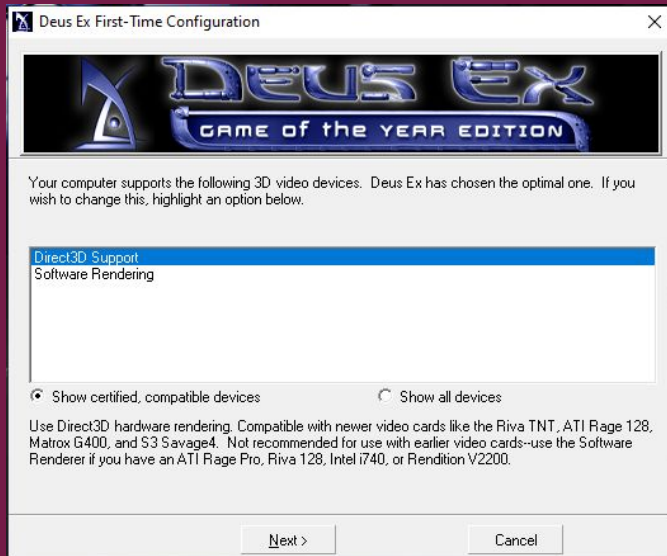 Deus Ex First-Time Configuration
DEUS EX
GAME OF THE YEAR EDITION
Your computer supports the following 3D video devices.  Deus Ex has chosen the optimal one.  If you
wish to change this, highlight an option below.
Direct3D Support
Software Rendering
Show certified, compatible devices
Show all devices
Use Direct3D hardware rendering. Compatible with newer video cards like the Riva TNT, ATI Rage 128,
Matrox G400, and S3 Savage4.  Not recommended for use with earlier video cards--use the Software
Renderer if you have an ATI Rage Pro, Riva 128, Intel i740, or Rendition V2200.
Next >
Cancel